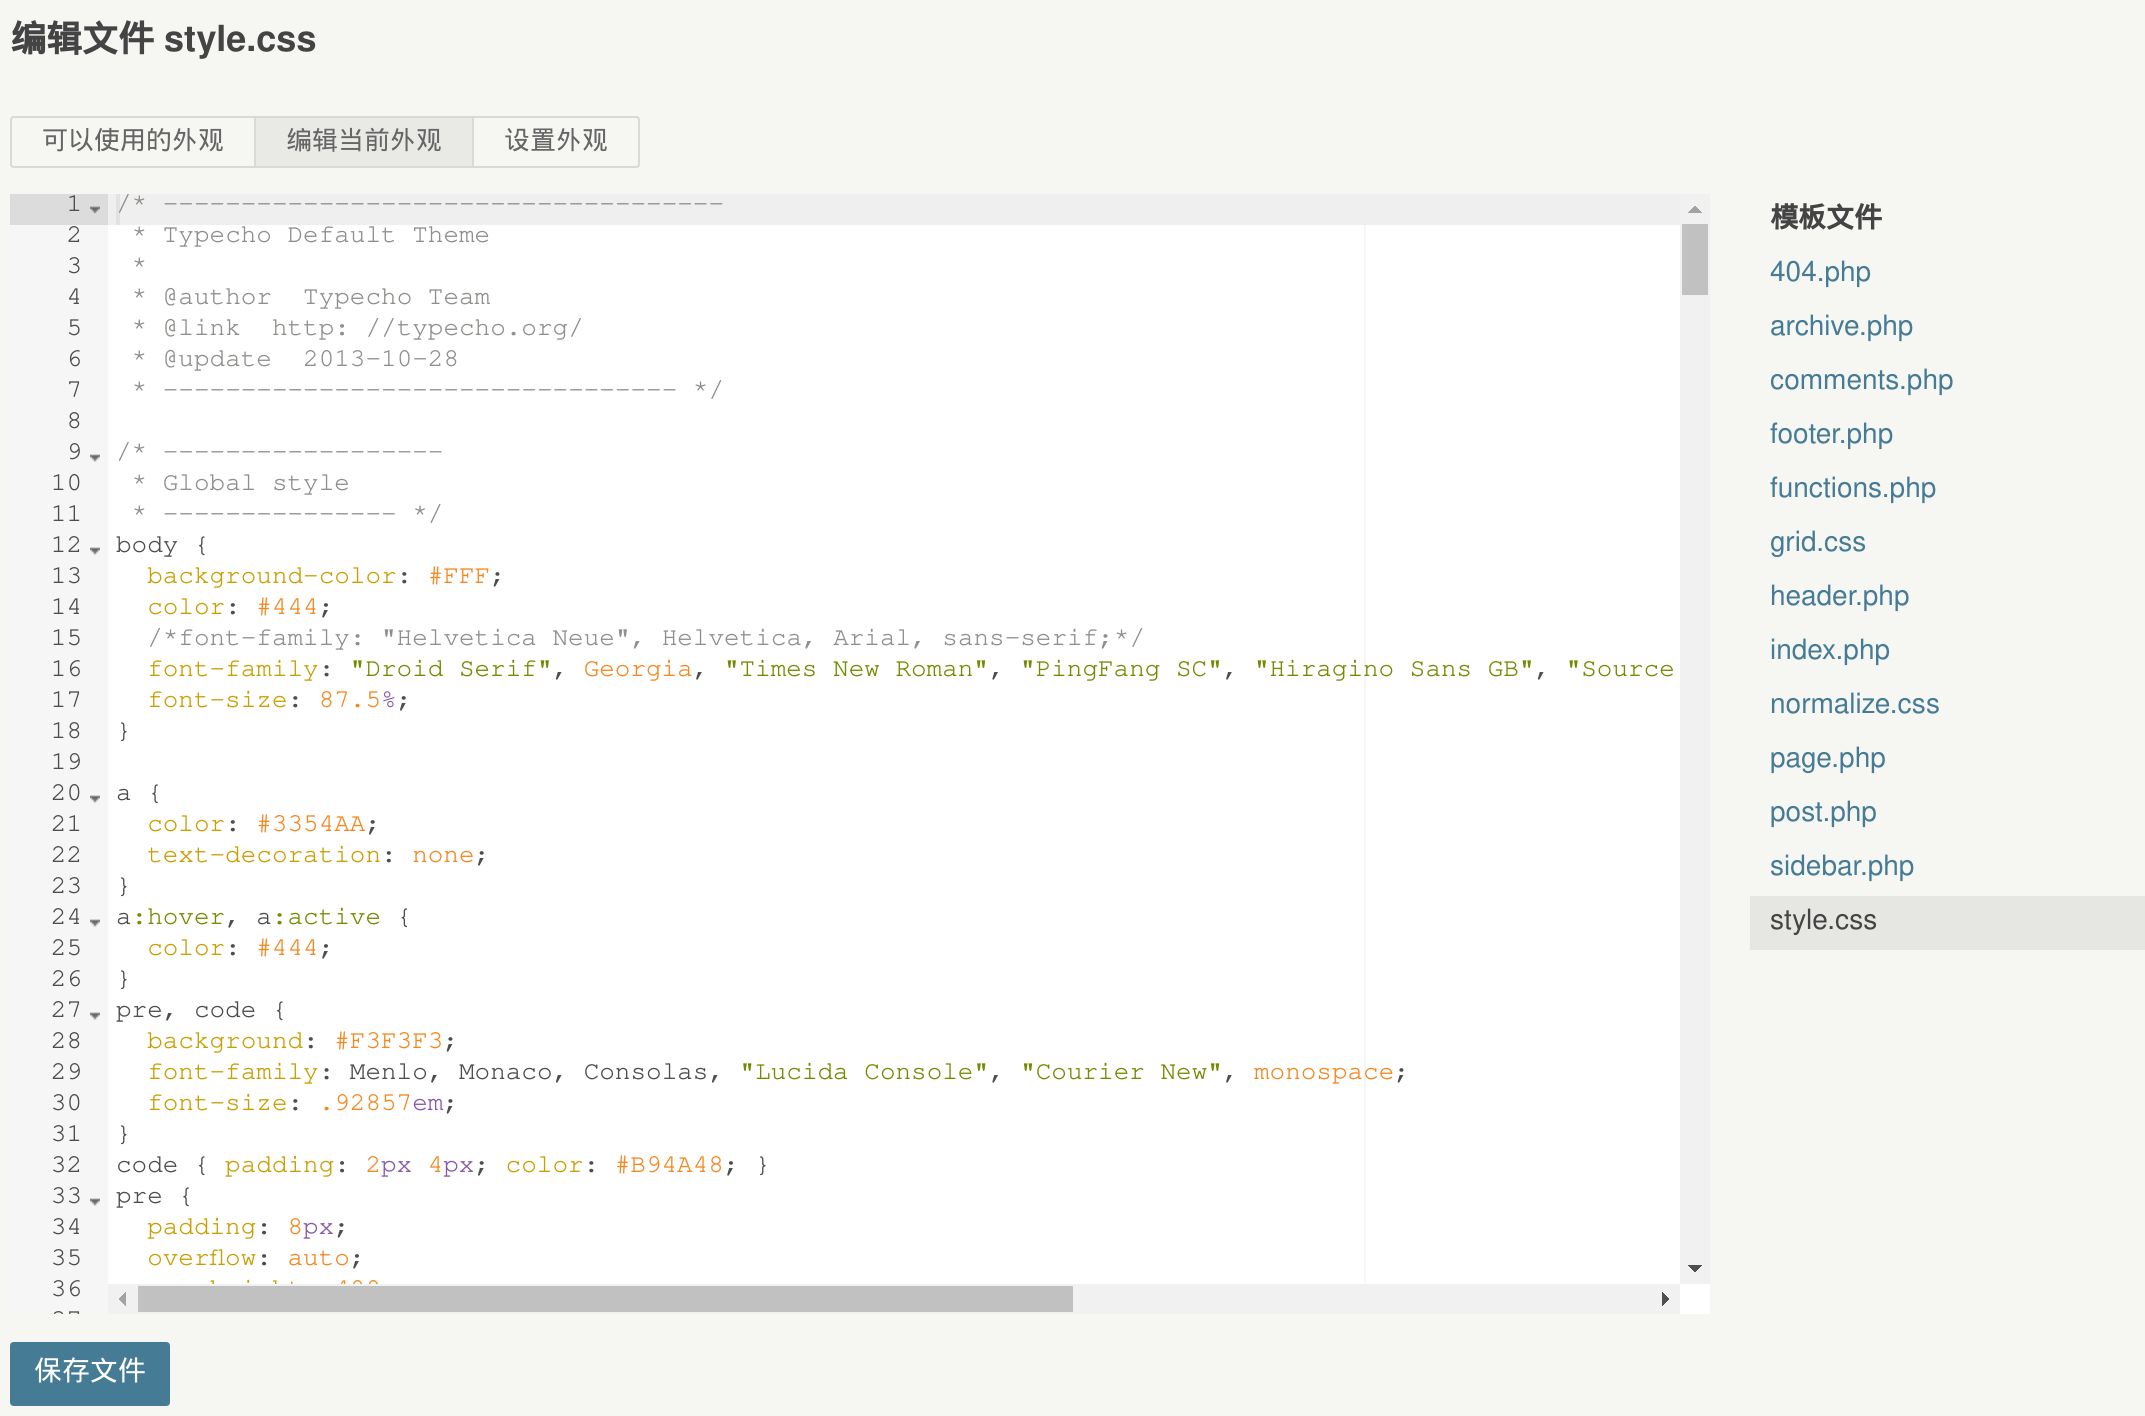 编辑文件 style.css
可以使用的外观 编辑当前外观 设置外观
1 /* ------------------------------------
2 * Typecho Default Theme
3 *
4 * @author  Typecho Team
5 * @link  http: //typecho.org/
6 * @update  2013-10-28
7 * --------------------------------- */
8
9 /* ------------------
10 * Global style
11 * --------------- */
12 body {
13   background-color: #FFF;
14   color: #444;
15   /*font-family: "Helvetica Neue", Helvetica, Arial, sans-serif;*/
16   font-family: "Droid Serif", Georgia, "Times New Roman", "PingFang SC", "Hiragino Sans GB", "Source
17   font-size: 87.5%;
18 }
19
20 a {
21   color: #3354AA;
22   text-decoration: none;
23 }
24 a:hover, a:active {
25   color: #444;
26 }
27 pre, code {
28   background: #F3F3F3;
29   font-family: Menlo, Monaco, Consolas, "Lucida Console", "Courier New", monospace;
30   font-size: .92857em;
31 }
32 code { padding: 2px 4px; color: #B94A48; }
33 pre {
34   padding: 8px;
35   overflow: auto;
36
模板文件
404.php
archive.php
comments.php
footer.php
functions.php
grid.css
header.php
index.php
normalize.css
page.php
post.php
sidebar.php
style.css
保存文件